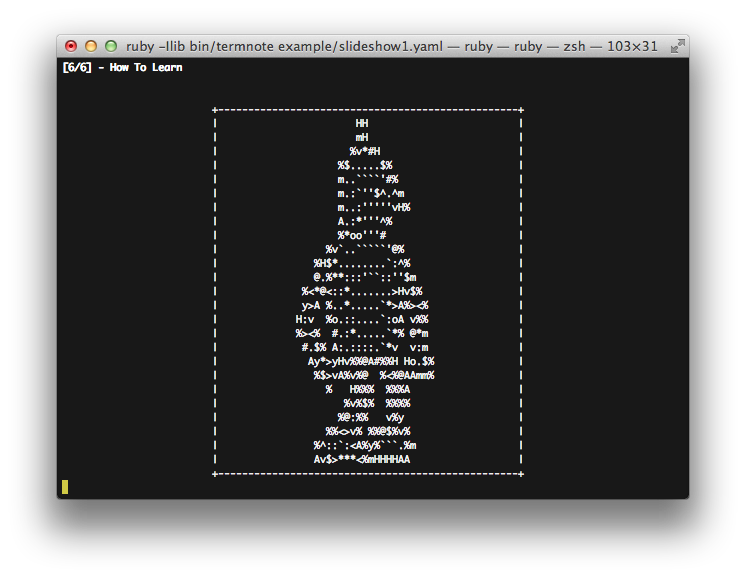 ruby -Ilib bin/termnote example/slideshow1.yaml — ruby — ruby — zsh — 103×31
[6/6] - How To Learn
+--------------------------------------------------+
HH
mH
%v*#H
%$.....$%
m..````'#%
m.:`''$^.^m
m..:'''''vH%
A.:*'''^%
%*oo'''#
%v`..`````'@%
%H$*........`:^%
@.%**:::'``::''$m
%<*@<::*.......>Hv$%
y>A %..*.....`*>A%><%
H:v  %o.::....`:oA v%%
%><%  #.:*.....`*% @*m
#.$% A:.::::.`*v  v:m
Ay*>yHv%%@A#%%H Ho.$%
%$>vA%v%@  %<%@AAmm%
%   H%%%  %%%A
%v%$%  %%%%
%@:%%   v%y
%%<>v% %%@$%v%
%^::`:<A%y%```.%m
Av$>***<%mHHHHAA
+--------------------------------------------------+